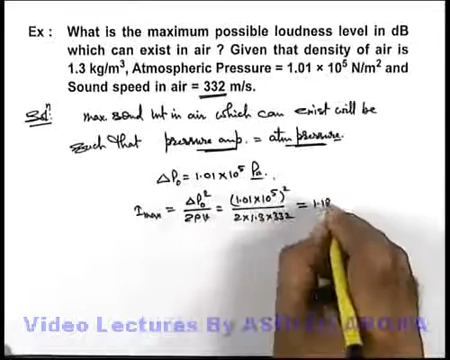 Ex : What is the maximum possible loudness level in dB
which can exist in air ? Given that density of air is
1.3 kg/m³, Atmospheric Pressure = 1.01 × 10⁵ N/m² and
Sound speed in air = 332 m/s.
Solⁿ max. sond Int in air which can exist will be
such that pressure amp. = atm pressure.
ΔP₀ = 1.01×10⁵ Pa.
I_max = ΔP₀²/2ρv = (1.01×10⁵)²/2×1.3×332 = 1.18
Video Lectures By